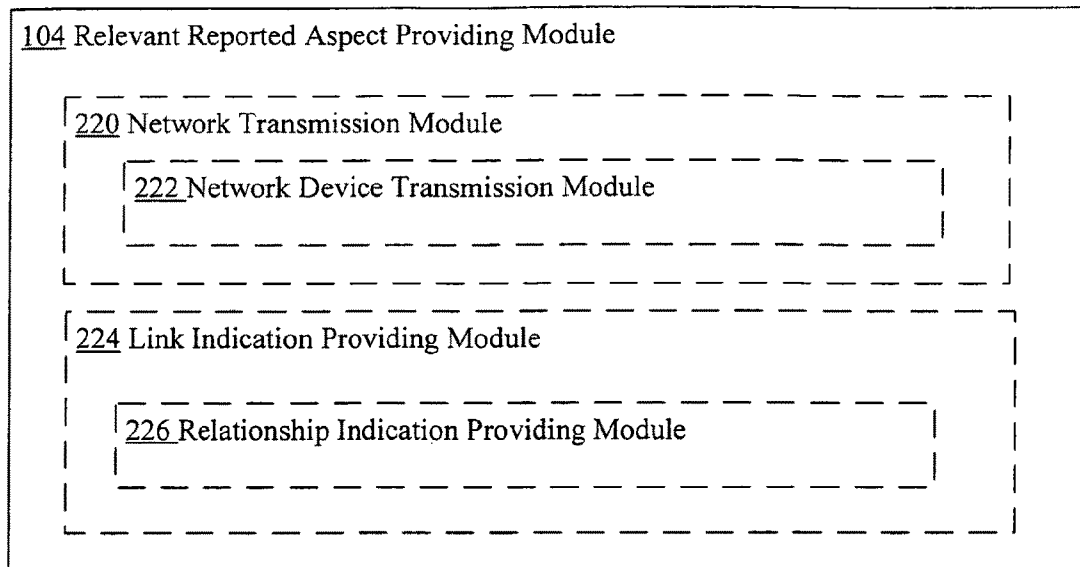 104 Relevant Reported Aspect Providing Module
220 Network Transmission Module
222 Network Device Transmission Module
224 Link Indication Providing Module
226 Relationship Indication Providing Module